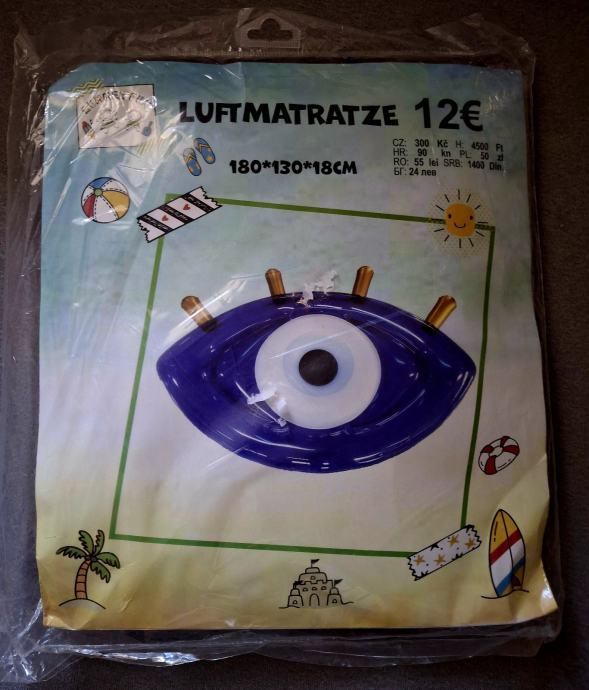 LUFTMATRATZE 12€
CZ: 300 Kč H: 4500 Ft
HR: 90 kn PL: 50 zł
RO: 55 lei SRB: 1400 Din
БГ: 24 лев
180*130*18CM